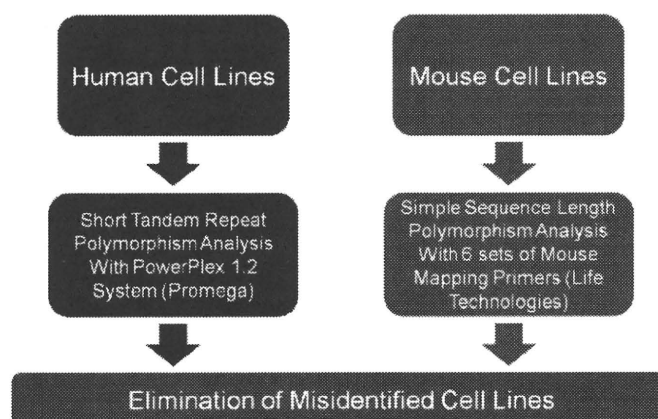 Human Cell Lines
Mouse Cell Lines
Short Tandem Repeat
Polymorphism Analysis
With PowerPlex 1.2
System (Promega)
Simple Sequence Length
Polymorphism Analysis
With 6 sets of Mouse
Mapping Primers (Life
Technologies)
Elimination of Misidentified Cell Lines